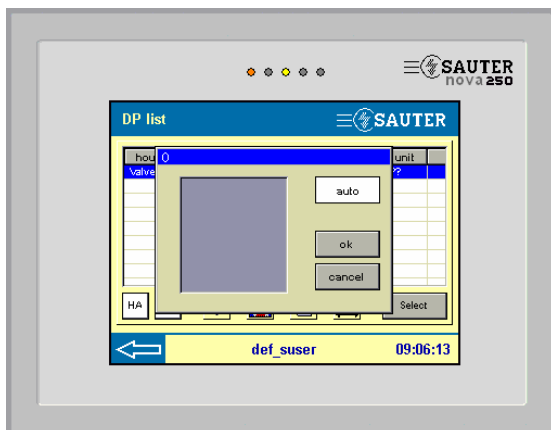 SAUTER
nova 250
DP list
SAUTER
hou
unit
0
Valve
??
auto
ok
cancel
HA
Select
def_suser
09:06:13